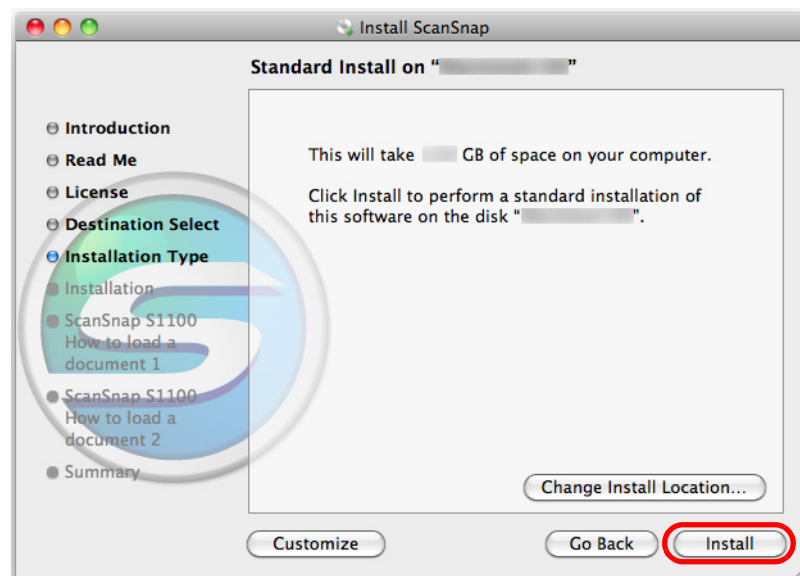 Install ScanSnap
Standard Install on “ ”
Introduction
Read Me
License
Destination Select
Installation Type
Installation
ScanSnap S1100
How to load a
document 1
ScanSnap S1100
How to load a
document 2
Summary
This will take GB of space on your computer.
Click Install to perform a standard installation of
this software on the disk “ ”.
Change Install Location...
Customize
Go Back
Install